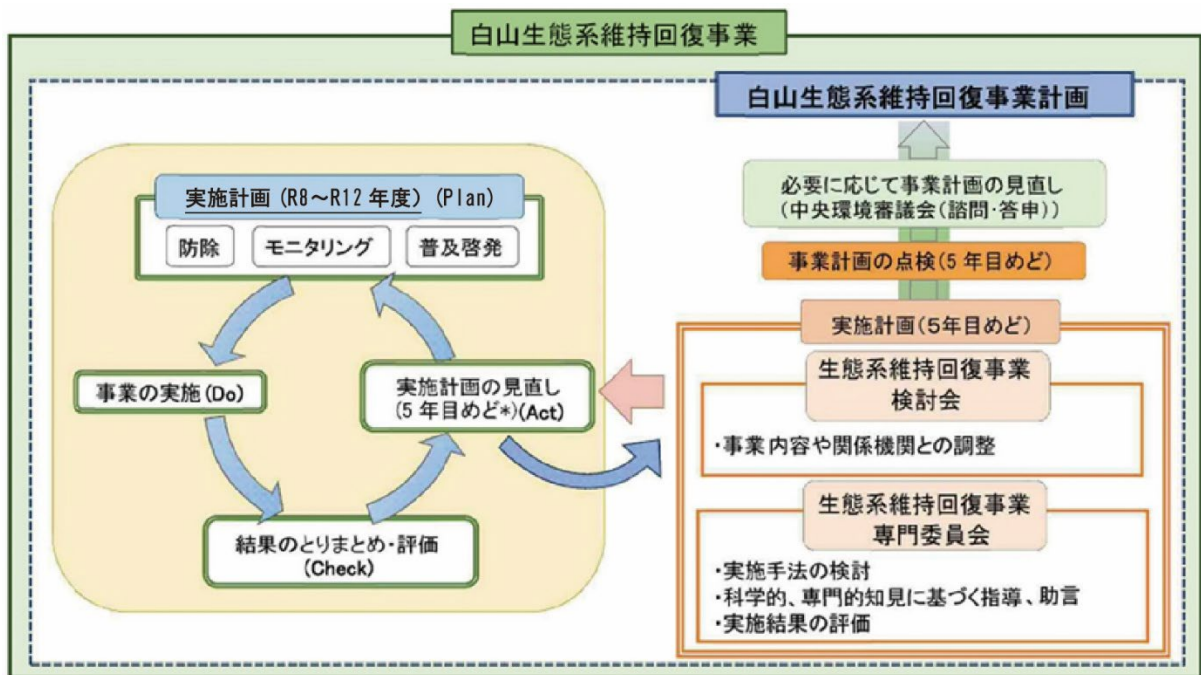 白山生態系維持回復事業
白山生態系維持回復事業計画
必要に応じて事業計画の見直し
(中央環境審議会(諮問・答申))
事業計画の点検(5年目めど)
実施計画(R8～R12年度)(Plan)
防除
モニタリング
普及啓発
事業の実施(Do)
結果のとりまとめ・評価
(Check)
実施計画の見直し
(5年目めど*)(Act)
実施計画(5年目めど)
生態系維持回復事業
検討会
・事業内容や関係機関との調整
生態系維持回復事業
専門委員会
・実施手法の検討
・科学的、専門的知見に基づく指導、助言
・実施結果の評価